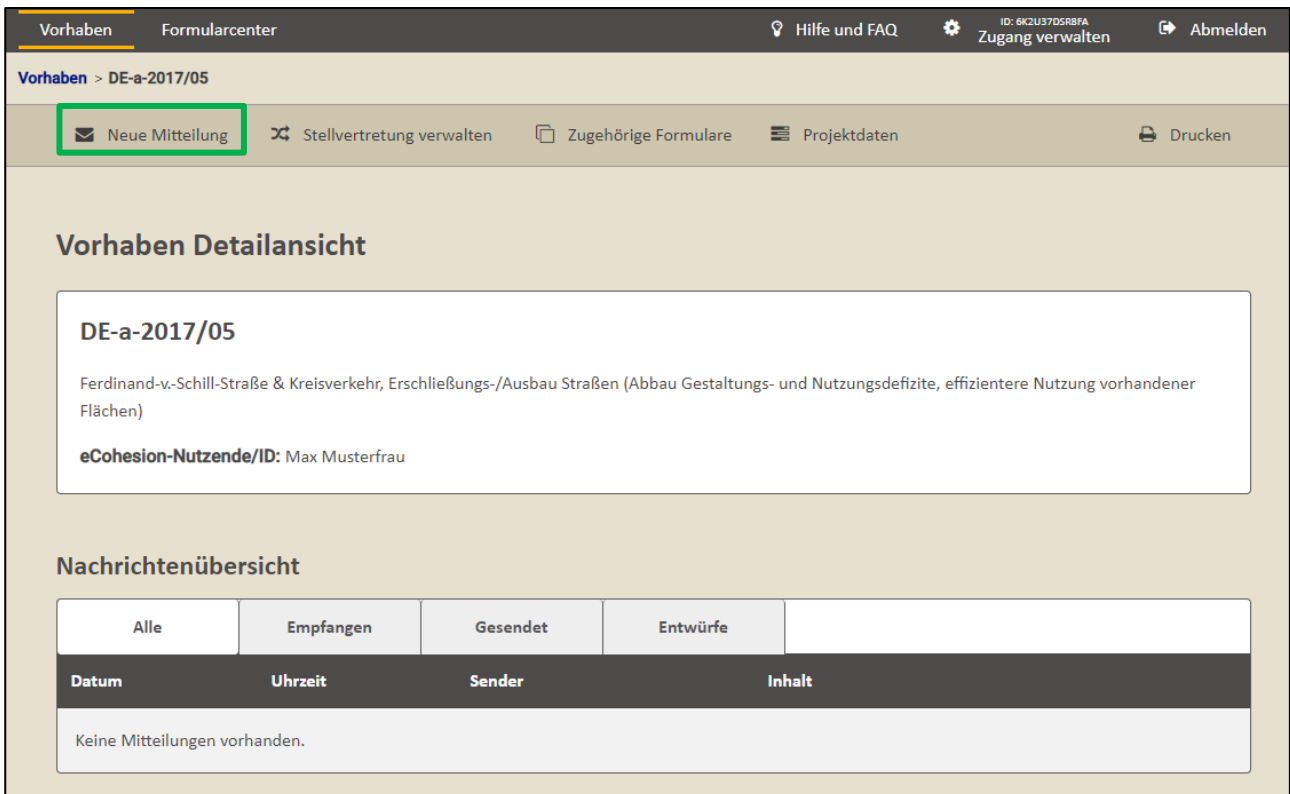 Vorhaben Formularcenter Hilfe und FAQ ID: 6K2U37DSR8FA Zugang verwalten Abmelden
Vorhaben > DE-a-2017/05
Neue Mitteilung Stellvertretung verwalten Zugehörige Formulare Projektdaten Drucken
Vorhaben Detailansicht
DE-a-2017/05
Ferdinand-v.-Schill-Straße & Kreisverkehr, Erschließungs-/Ausbau Straßen (Abbau Gestaltungs- und Nutzungsdefizite, effizientere Nutzung vorhandener
Flächen)
eCohesion-Nutzende/ID: Max Musterfrau
Nachrichtenübersicht
Alle Empfangen Gesendet Entwürfe
Datum Uhrzeit Sender Inhalt
Keine Mitteilungen vorhanden.